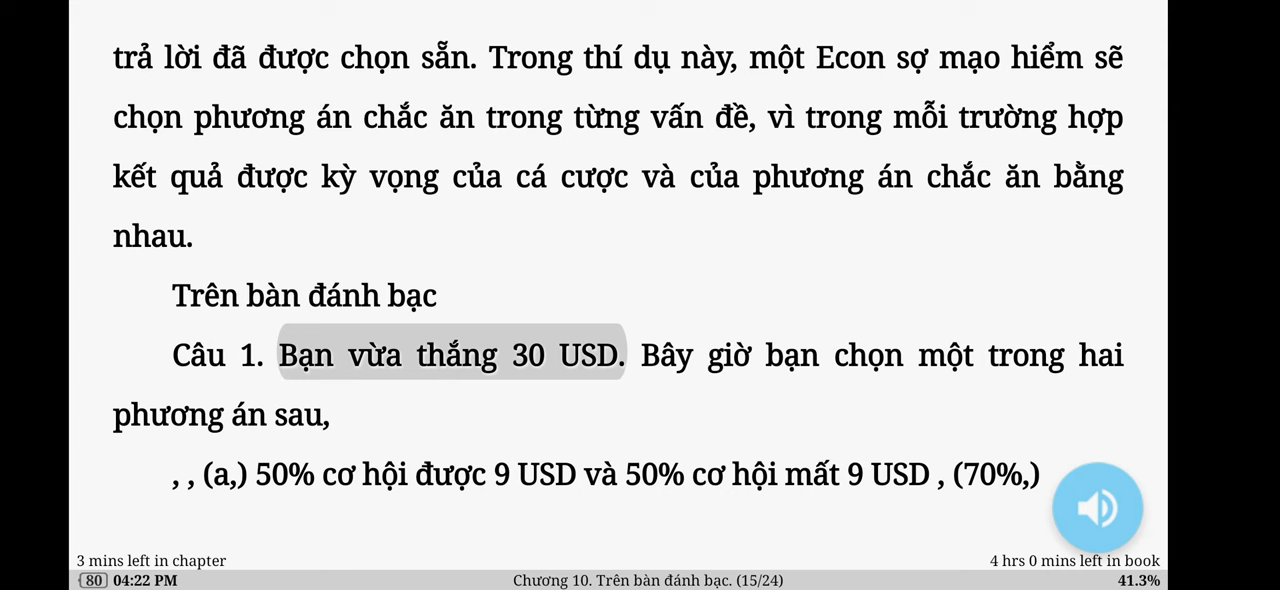 trả lời đã được chọn sẵn. Trong thí dụ này, một Econ sợ mạo hiểm sẽ
chọn phương án chắc ăn trong từng vấn đề, vì trong mỗi trường hợp
kết quả được kỳ vọng của cá cược và của phương án chắc ăn bằng
nhau.
Trên bàn đánh bạc
Câu 1. Bạn vừa thắng 30 USD. Bây giờ bạn chọn một trong hai
phương án sau,
, , (a,) 50% cơ hội được 9 USD và 50% cơ hội mất 9 USD , (70%,)
3 mins left in chapter 4 hrs 0 mins left in book
80 04:22 PM Chương 10. Trên bàn đánh bạc. (15/24) 41.3%